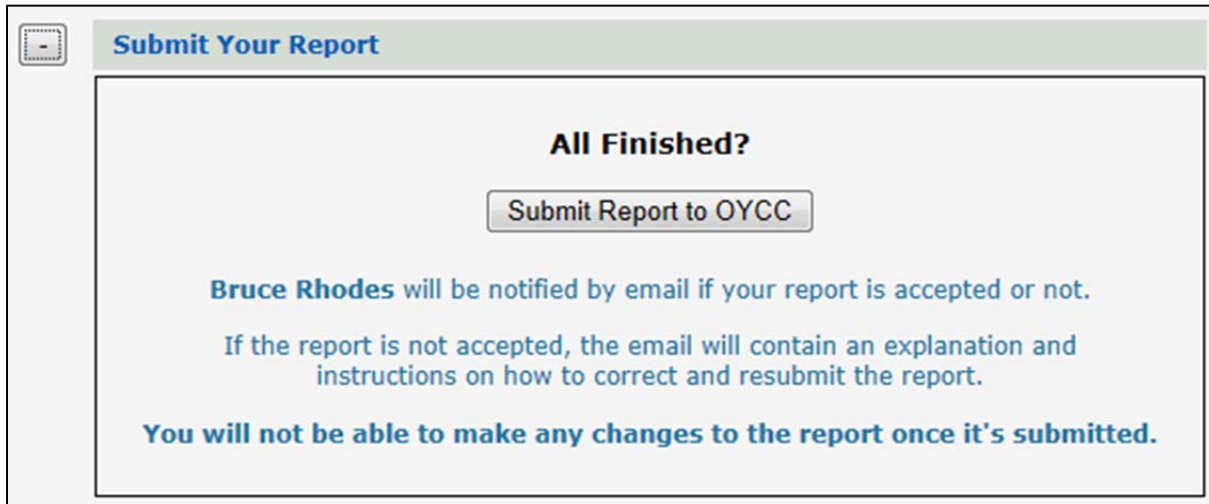 -
Submit Your Report
All Finished?
Submit Report to OYCC
Bruce Rhodes will be notified by email if your report is accepted or not.
If the report is not accepted, the email will contain an explanation and
instructions on how to correct and resubmit the report.
You will not be able to make any changes to the report once it's submitted.